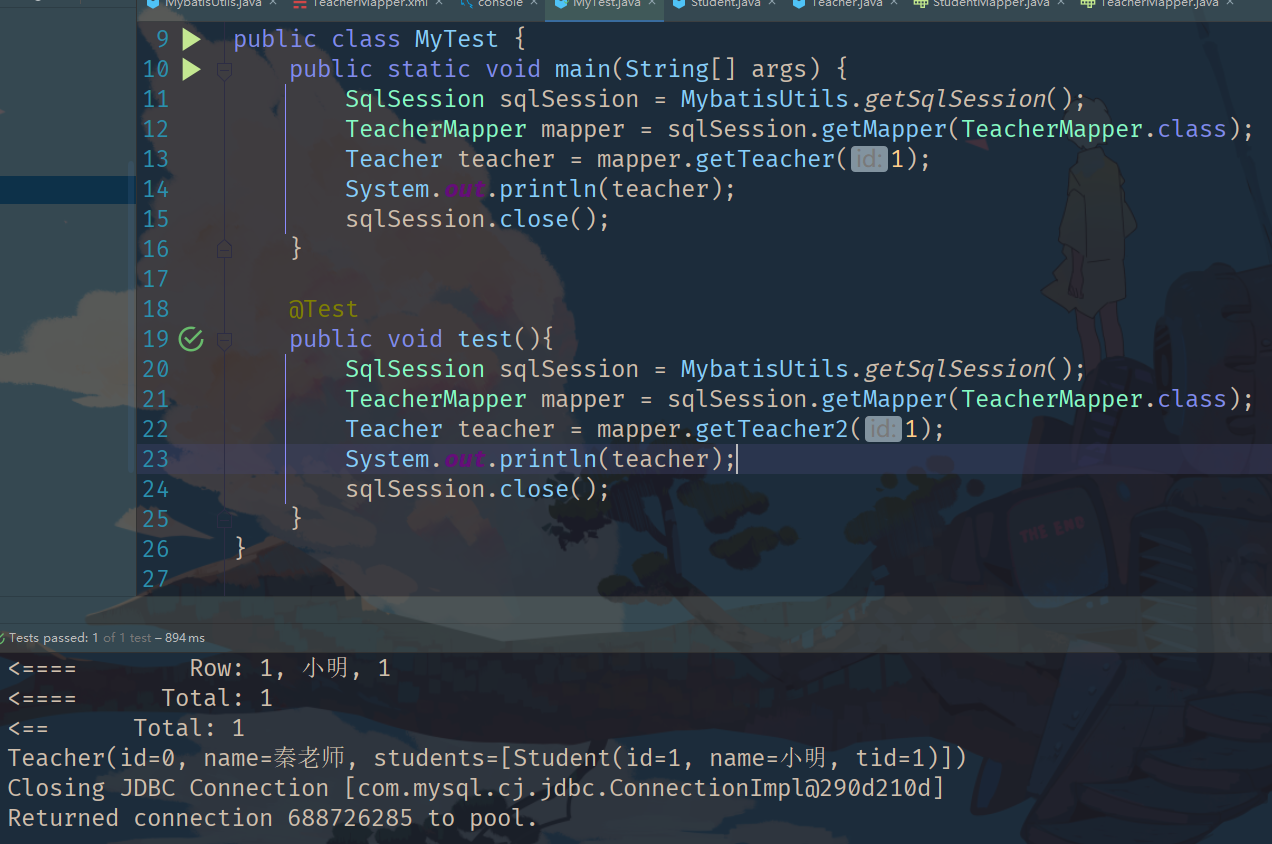 MybatisUtils.java × TeacherMapper.xml × console × MyTest.java × Student.java × Teacher.java × StudentMapper.java × TeacherMapper.java ×
9 public class MyTest {
10 public static void main(String[] args) {
11 SqlSession sqlSession = MybatisUtils.getSqlSession();
12 TeacherMapper mapper = sqlSession.getMapper(TeacherMapper.class);
13 Teacher teacher = mapper.getTeacher( id: 1);
14 System.out.println(teacher);
15 sqlSession.close();
16 }
17
18 @Test
19 public void test(){
20 SqlSession sqlSession = MybatisUtils.getSqlSession();
21 TeacherMapper mapper = sqlSession.getMapper(TeacherMapper.class);
22 Teacher teacher = mapper.getTeacher2( id: 1);
23 System.out.println(teacher);
24 sqlSession.close();
25 }
26 }
27
THE END
Tests passed: 1 of 1 test – 894 ms
<==== Row: 1, 小明, 1
<==== Total: 1
<== Total: 1
Teacher(id=0, name=秦老师, students=[Student(id=1, name=小明, tid=1)])
Closing JDBC Connection [com.mysql.cj.jdbc.ConnectionImpl@290d210d]
Returned connection 688726285 to pool.